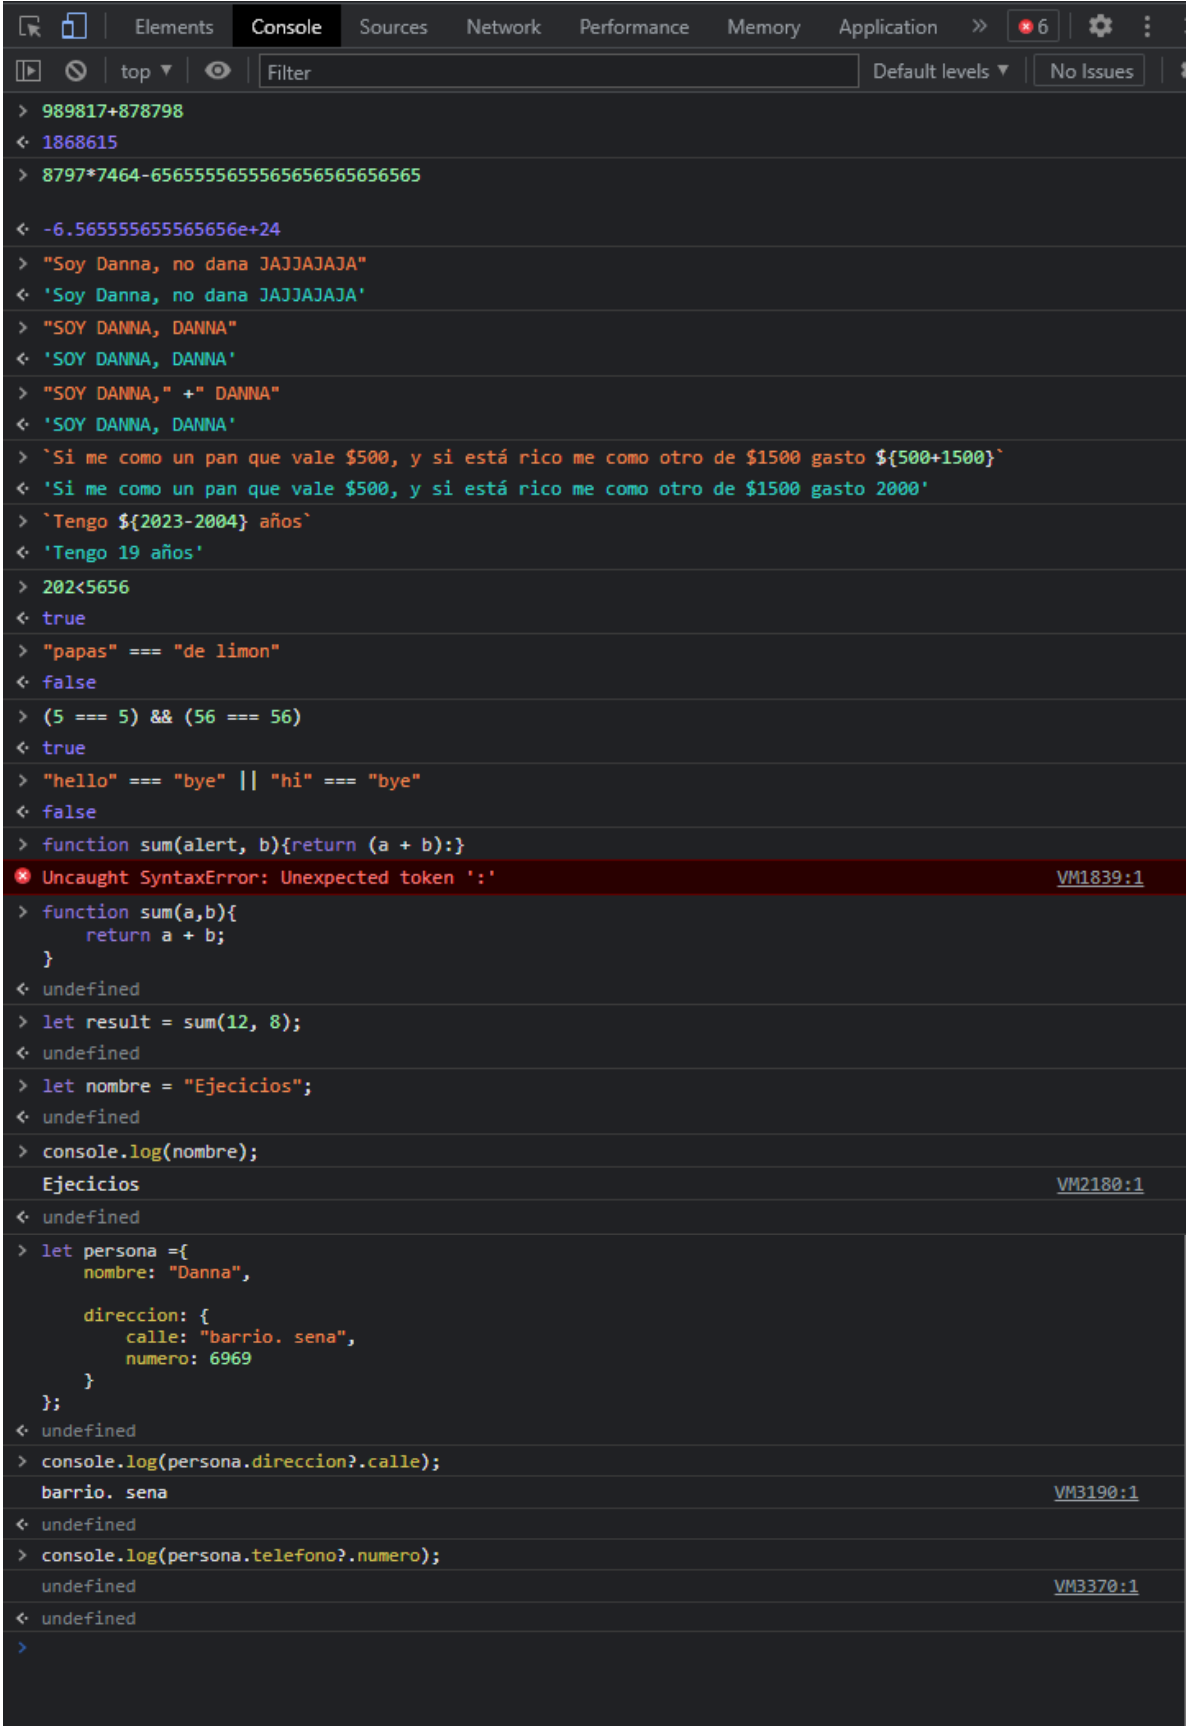 Elements Console Sources Network Performance Memory Application » 6
top ▼ Filter Default levels ▼ No Issues
> 989817+878798
<· 1868615
> 8797*7464-6565555655565656565656565
<· -6.565555655565656e+24
> "Soy Danna, no dana JAJJAJAJA"
<· 'Soy Danna, no dana JAJJAJAJA'
> "SOY DANNA, DANNA"
<· 'SOY DANNA, DANNA'
> "SOY DANNA," +" DANNA"
<· 'SOY DANNA, DANNA'
> `Si me como un pan que vale $500, y si está rico me como otro de $1500 gasto ${500+1500}`
<· 'Si me como un pan que vale $500, y si está rico me como otro de $1500 gasto 2000'
> `Tengo ${2023-2004} años`
<· 'Tengo 19 años'
> 202<5656
<· true
> "papas" === "de limon"
<· false
> (5 === 5) && (56 === 56)
<· true
> "hello" === "bye" || "hi" === "bye"
<· false
> function sum(alert, b){return (a + b):}
Uncaught SyntaxError: Unexpected token ':' VM1839:1
> function sum(a,b){
return a + b;
}
<· undefined
> let result = sum(12, 8);
<· undefined
> let nombre = "Ejecicios";
<· undefined
> console.log(nombre);
Ejecicios VM2180:1
<· undefined
> let persona ={
nombre: "Danna",
direccion: {
calle: "barrio. sena",
numero: 6969
}
};
<· undefined
> console.log(persona.direccion?.calle);
barrio. sena VM3190:1
<· undefined
> console.log(persona.telefono?.numero);
undefined VM3370:1
<· undefined
>